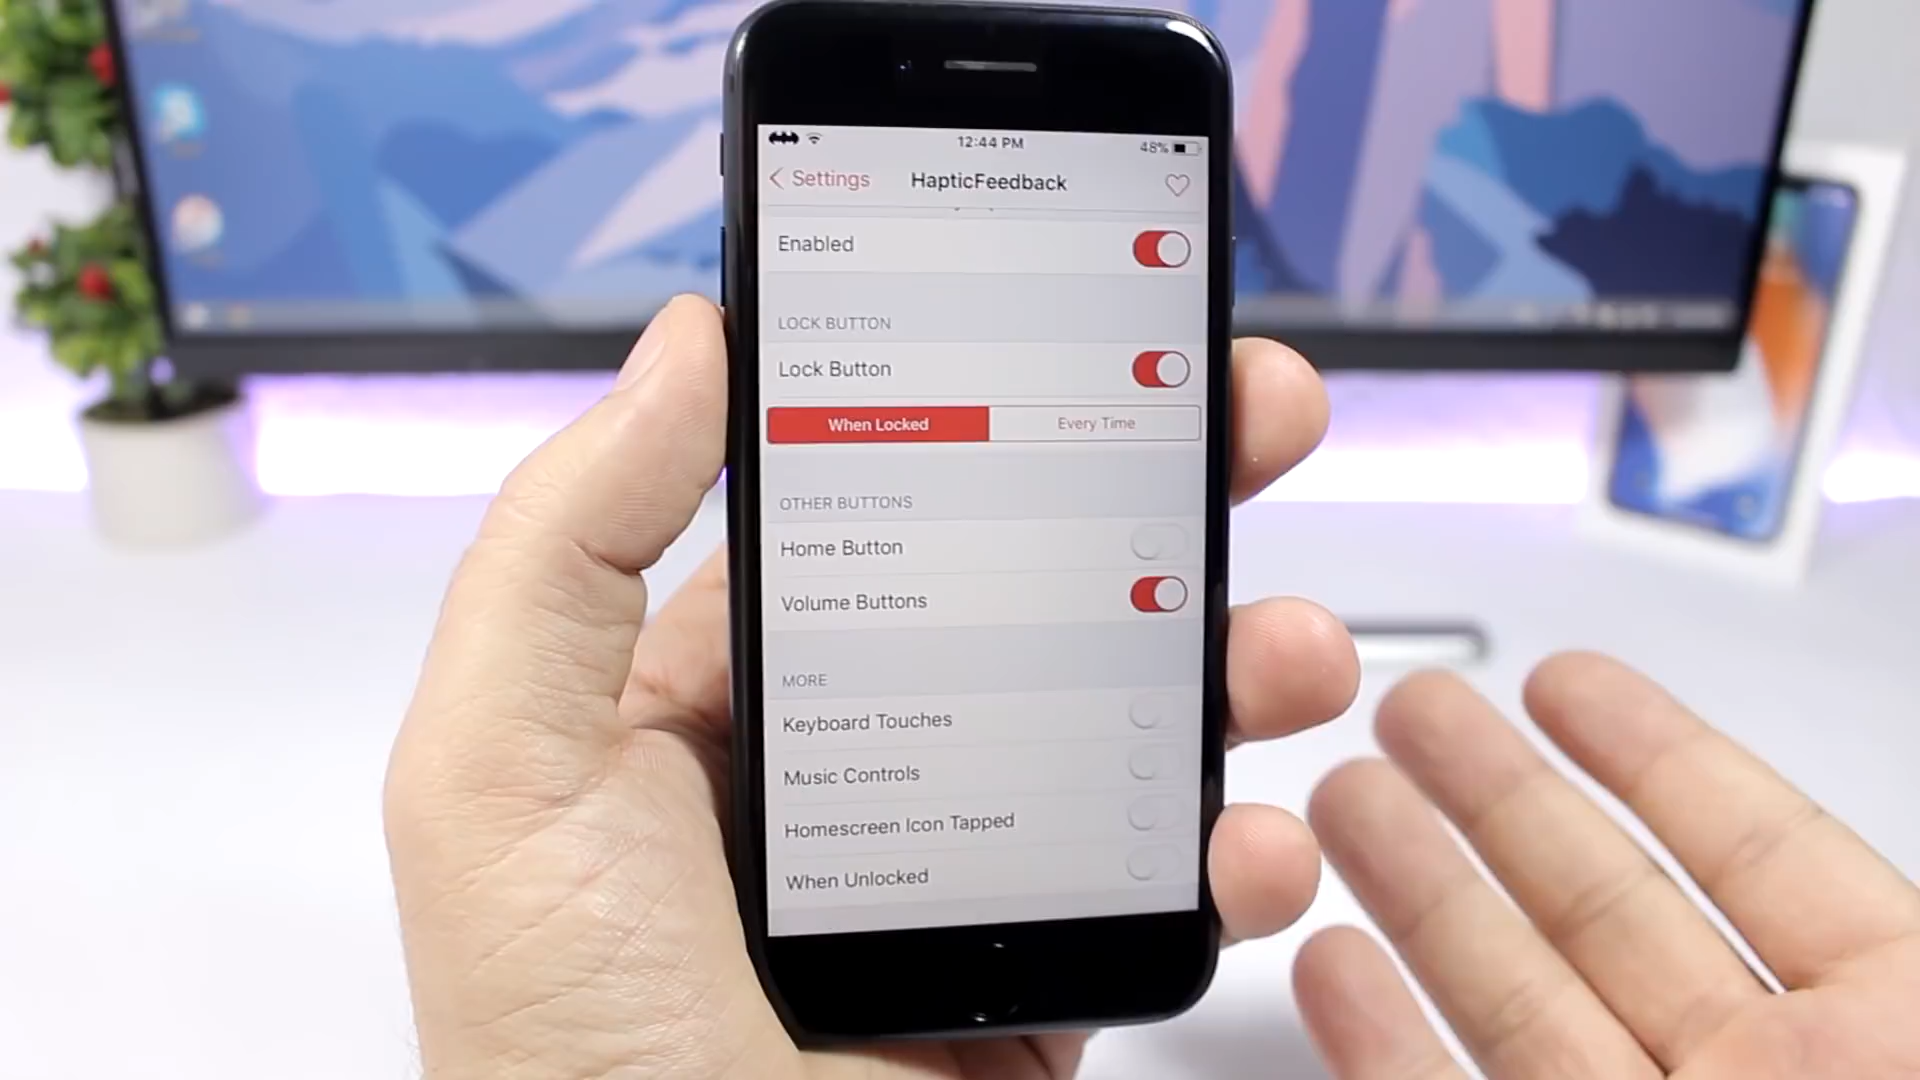 12:44 PM
48%
Settings
HapticFeedback
Enabled
LOCK BUTTON
Lock Button
When Locked
Every Time
OTHER BUTTONS
Home Button
Volume Buttons
MORE
Keyboard Touches
Music Controls
Homescreen Icon Tapped
When Unlocked